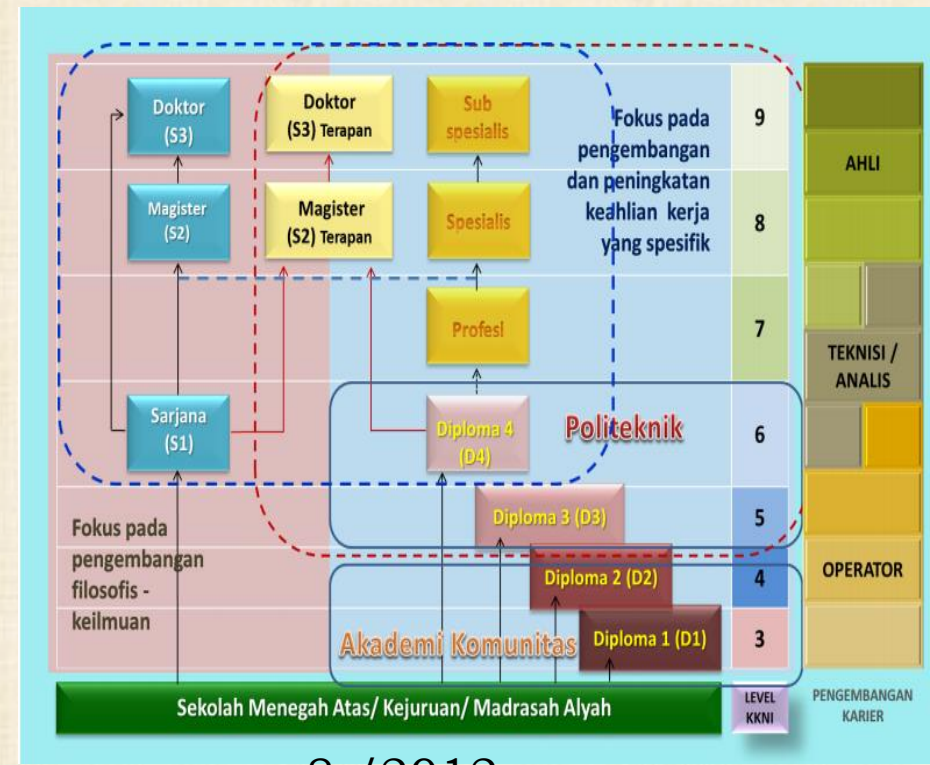 Doktor
(S3)
Doktor
(S3) Terapan
Sub
spesialis
Fokus pada
pengembangan
dan peningkatan
keahlian kerja
yang spesifik
9
AHLI
Magister
(S2)
Magister
(S2) Terapan
Spesialis
8
Profesi
7
TEKNISI /
ANALIS
Sarjana
(S1)
Diploma 4
(D4)
Politeknik
6
Fokus pada
pengembangan
filosofis -
keilmuan
Diploma 3 (D3)
5
Diploma 2 (D2)
4
OPERATOR
Akademi Komunitas
Diploma 1 (D1)
3
Sekolah Menegah Atas/ Kejuruan/ Madrasah Alyah
LEVEL
KKNI
PENGEMBANGAN
KARIER